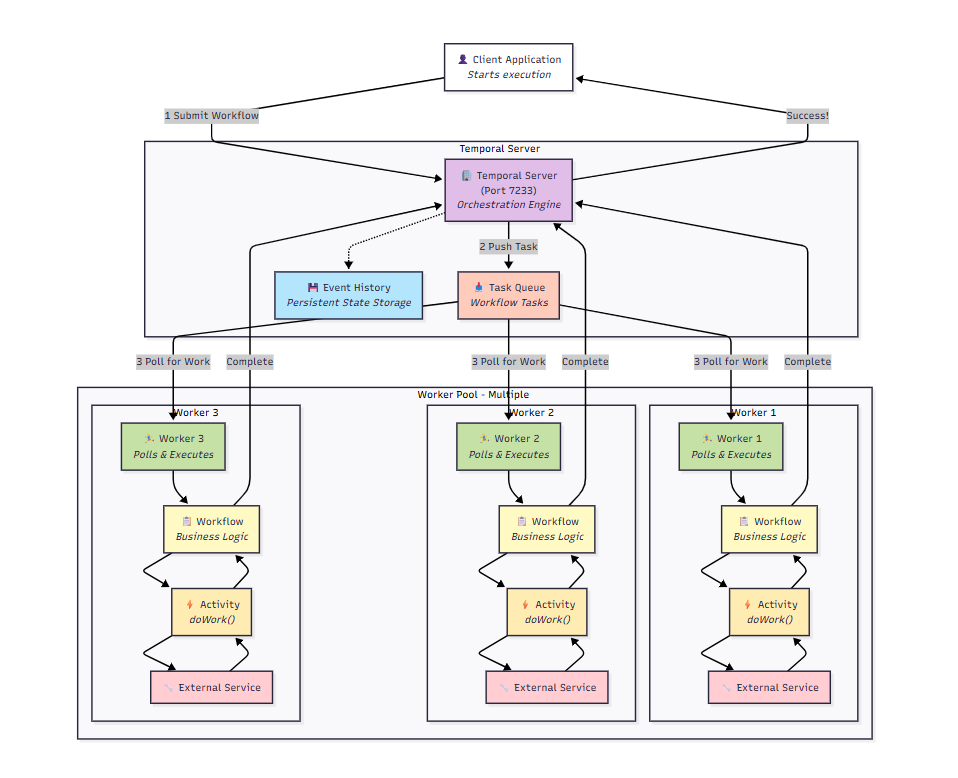 Client Application
Starts execution
1 Submit Workflow
Success!
Temporal Server
Temporal Server
(Port 7233)
Orchestration Engine
2 Push Task
Event History
Persistent State Storage
Task Queue
Workflow Tasks
3 Poll for Work
Complete
3 Poll for Work
Complete
3 Poll for Work
Complete
Worker Pool - Multiple
Worker 3
Worker 2
Worker 1
Worker 3
Polls & Executes
Worker 2
Polls & Executes
Worker 1
Polls & Executes
Workflow
Business Logic
Workflow
Business Logic
Workflow
Business Logic
Activity
doWork()
Activity
doWork()
Activity
doWork()
External Service
External Service
External Service